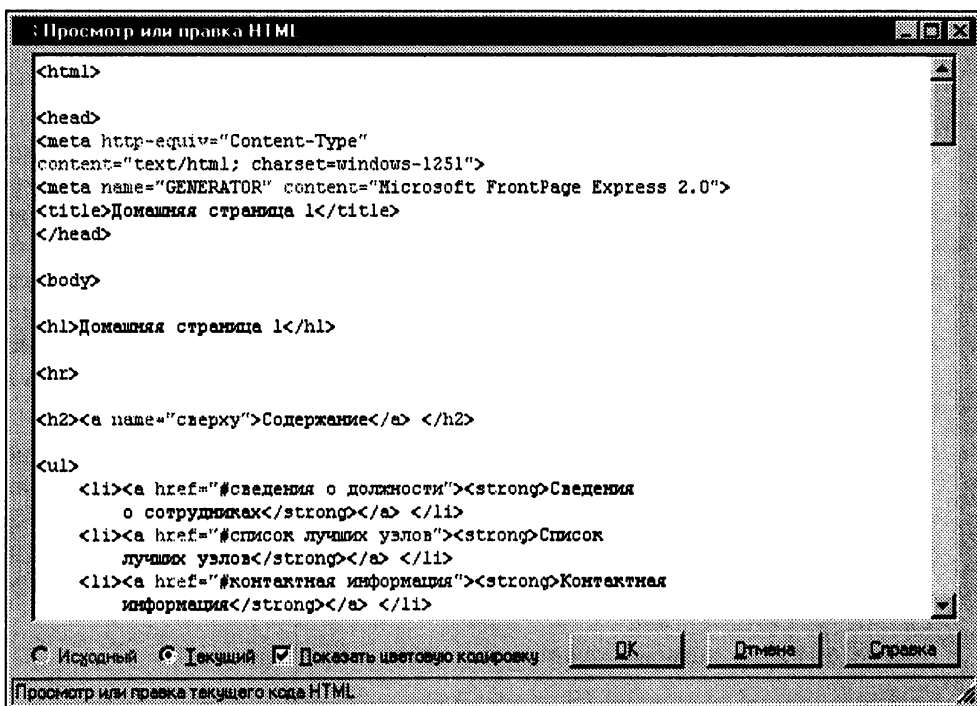 Просмотр или правка HTML
<html>
<head>
<meta http-equiv="Content-Type"
content="text/html; charset=windows-1251">
<meta name="GENERATOR" content="Microsoft FrontPage Express 2.0">
<title>Домашняя страница 1</title>
</head>
<body>
<h1>Домашняя страница 1</h1>
<hr>
<h2><a name="сверху">Содержание</a> </h2>
<ul>
<li><a href="#сведения о должности"><strong>Сведения
о сотрудниках</strong></a> </li>
<li><a href="#список лучших узлов"><strong>Список
лучших узлов</strong></a> </li>
<li><a href="#контактная информация"><strong>Контактная
информация</strong></a> </li>
Исходный Текущий Показать цветовую кодировку OK Отмена Справка
Просмотр или правка текущего кода HTML